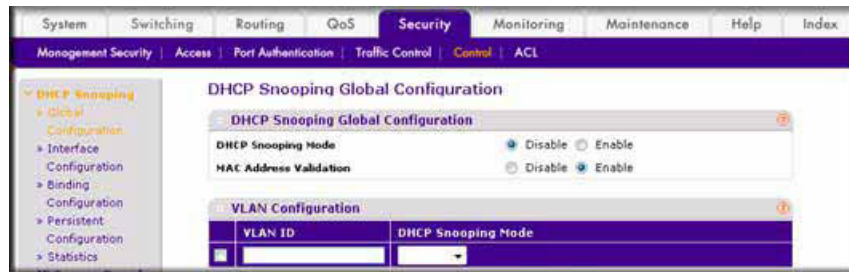 System Switching Routing QoS Security Monitoring Maintenance Help Index
Management Security Access Port Authentication Traffic Control Control ACL
DHCP Snooping
» Global
Configuration
» Interface
Configuration
» Binding
Configuration
» Persistent
Configuration
» Statistics
DHCP Snooping Global Configuration
DHCP Snooping Global Configuration
DHCP Snooping Mode Disable Enable
MAC Address Validation Disable Enable
VLAN Configuration
VLAN ID DHCP Snooping Mode